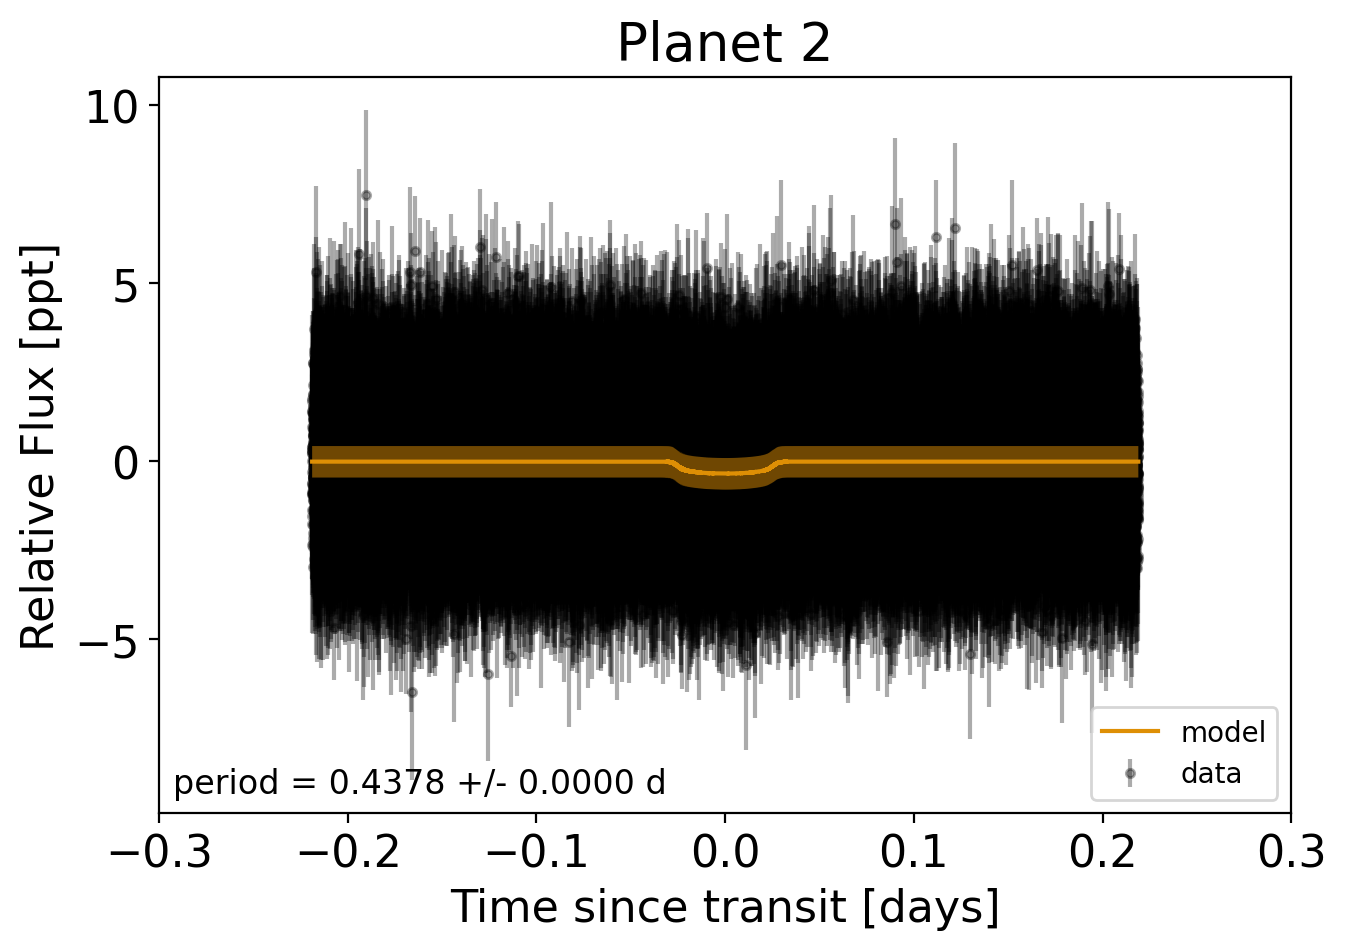 Planet 2
10
5
0
−5
Relative Flux [ppt]
period = 0.4378 +/- 0.0000 d
model
data
−0.3 −0.2 −0.1 0.0 0.1 0.2 0.3
Time since transit [days]